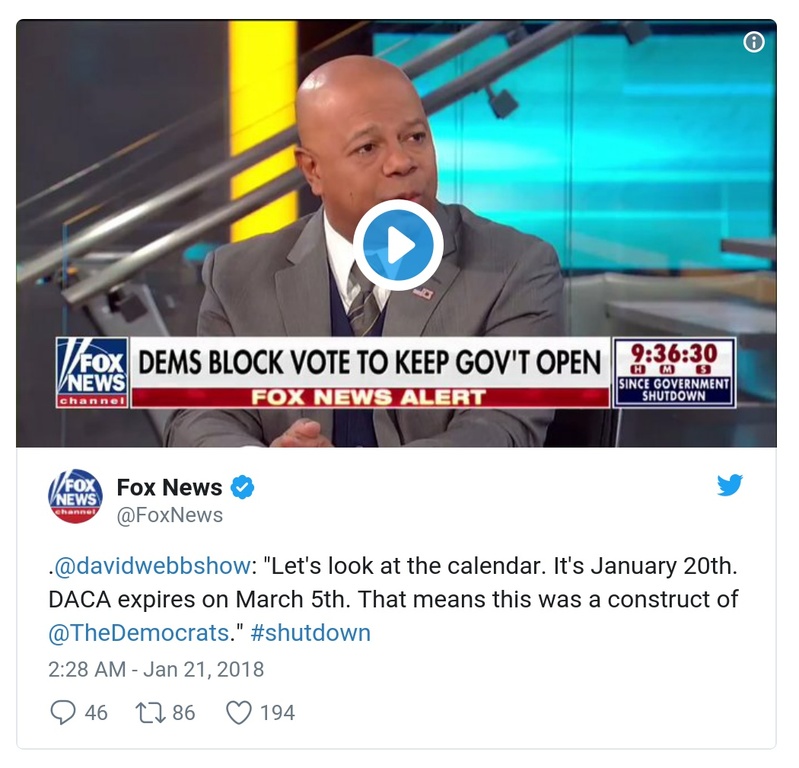 FOX
NEWS
channel
DEMS BLOCK VOTE TO KEEP GOV'T OPEN
FOX NEWS ALERT
9:36:30
H M S
SINCE GOVERNMENT
SHUTDOWN
FOX
NEWS
channel
Fox News
@FoxNews
.@davidwebbshow: "Let's look at the calendar. It's January 20th.
DACA expires on March 5th. That means this was a construct of
@TheDemocrats." #shutdown
2:28 AM - Jan 21, 2018
46 86 194